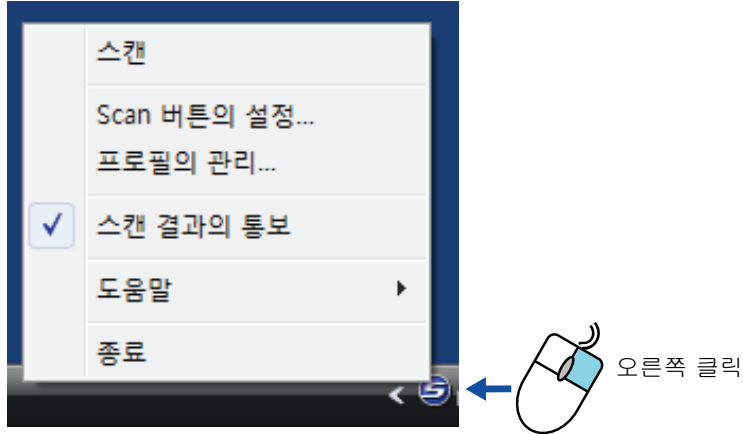 스캔
Scan 버튼의 설정...
프로필의 관리...
스캔 결과의 통보
도움말
종료
오른쪽 클릭